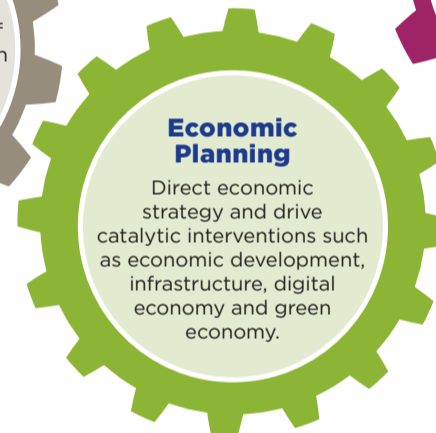 Economic
Planning
Direct economic
strategy and drive
catalytic interventions such
as economic development,
infrastructure, digital
economy and green
economy.